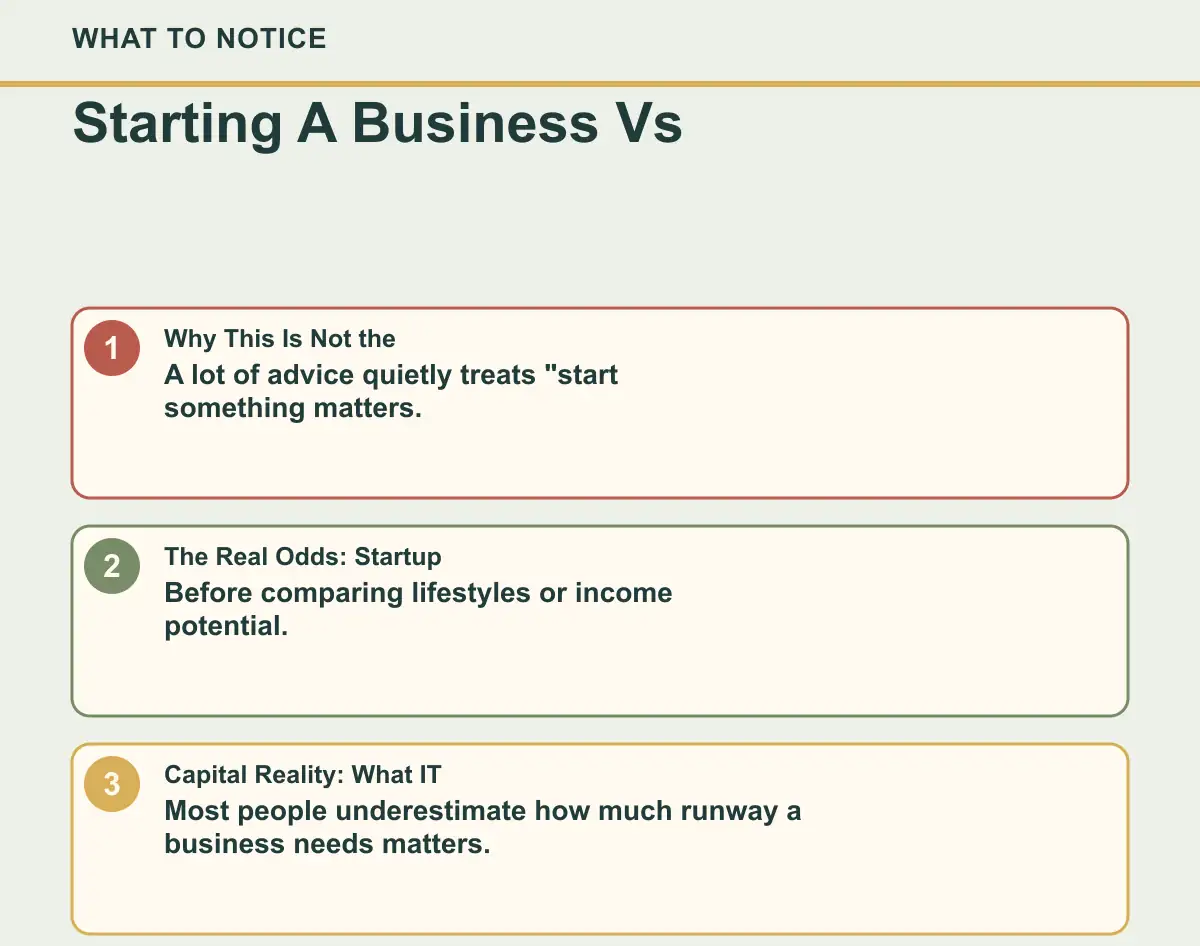 WHAT TO NOTICE
Starting A Business Vs
1
Why This Is Not the
A lot of advice quietly treats "start
something matters.
2
The Real Odds: Startup
Before comparing lifestyles or income
potential.
3
Capital Reality: What IT
Most people underestimate how much runway a
business needs matters.